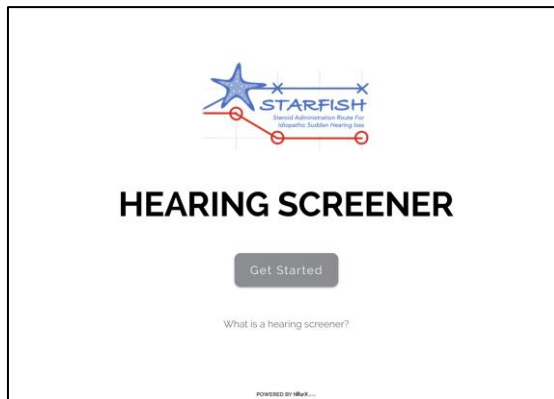 STARFISH
Steroid Administration Route For
Idiopathic Sudden Hearing loss
HEARING SCREENER
Get Started
What is a hearing screener?
POWERED BY